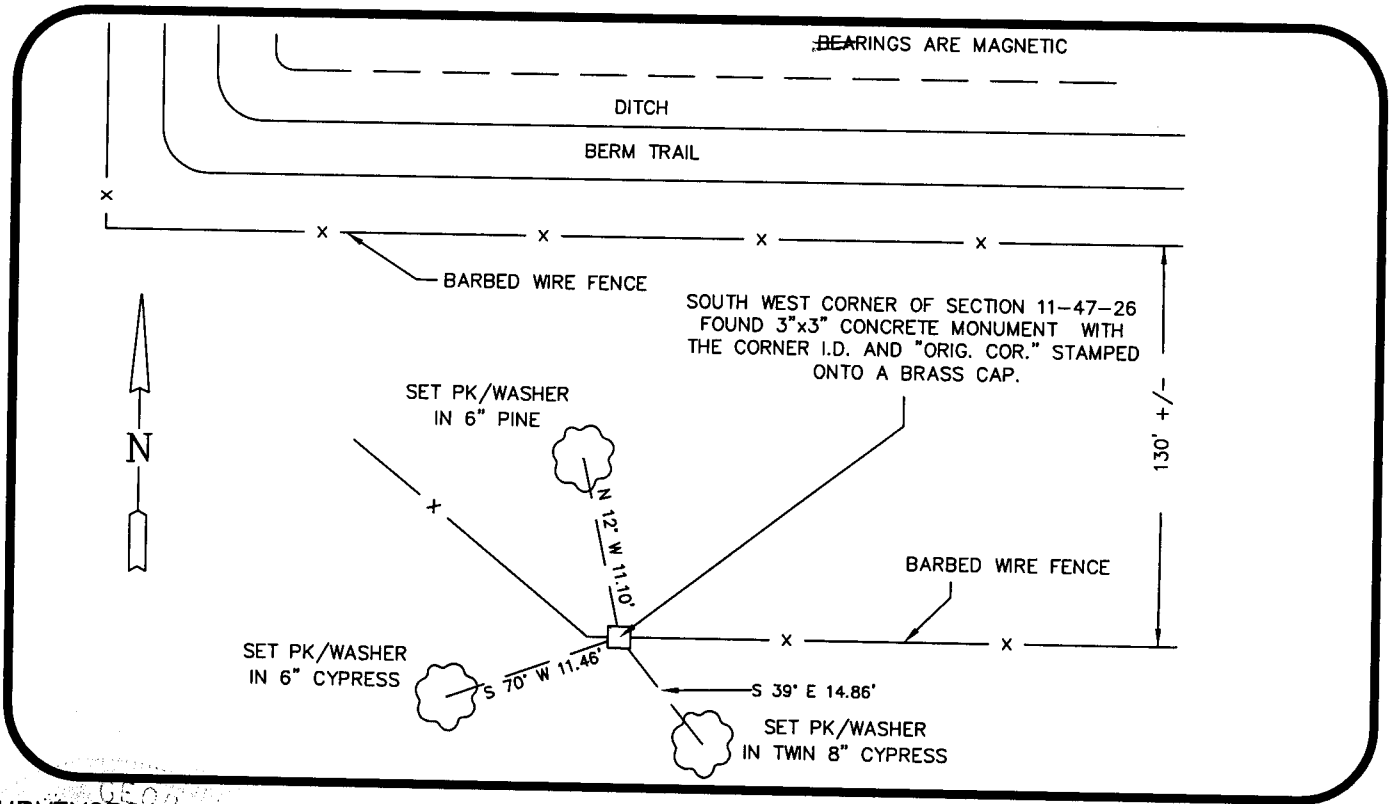 BEARINGS ARE MAGNETIC
DITCH
BERM TRAIL
x
x x x x
BARBED WIRE FENCE
SOUTH WEST CORNER OF SECTION 11-47-26
FOUND 3"x3" CONCRETE MONUMENT WITH
THE CORNER I.D. AND "ORIG. COR." STAMPED
ONTO A BRASS CAP.
SET PK/WASHER
IN 6" PINE
130' +/-
N
x
N 12° W 11.10'
BARBED WIRE FENCE
x x
SET PK/WASHER
IN 6" CYPRESS
S 70° W 11.46'
S 39° E 14.86'
SET PK/WASHER
IN TWIN 8" CYPRESS